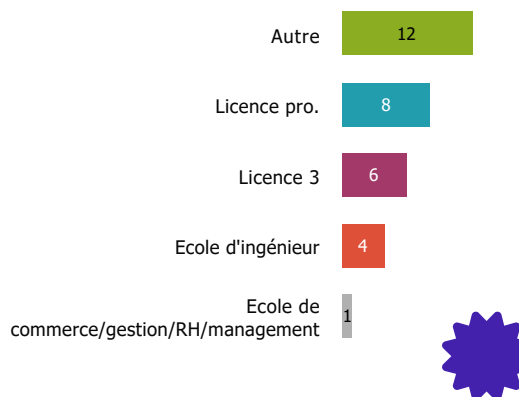 Autre 12
Licence pro. 8
Licence 3 6
Ecole d'ingénieur 4
Ecole de
commerce/gestion/RH/management 1